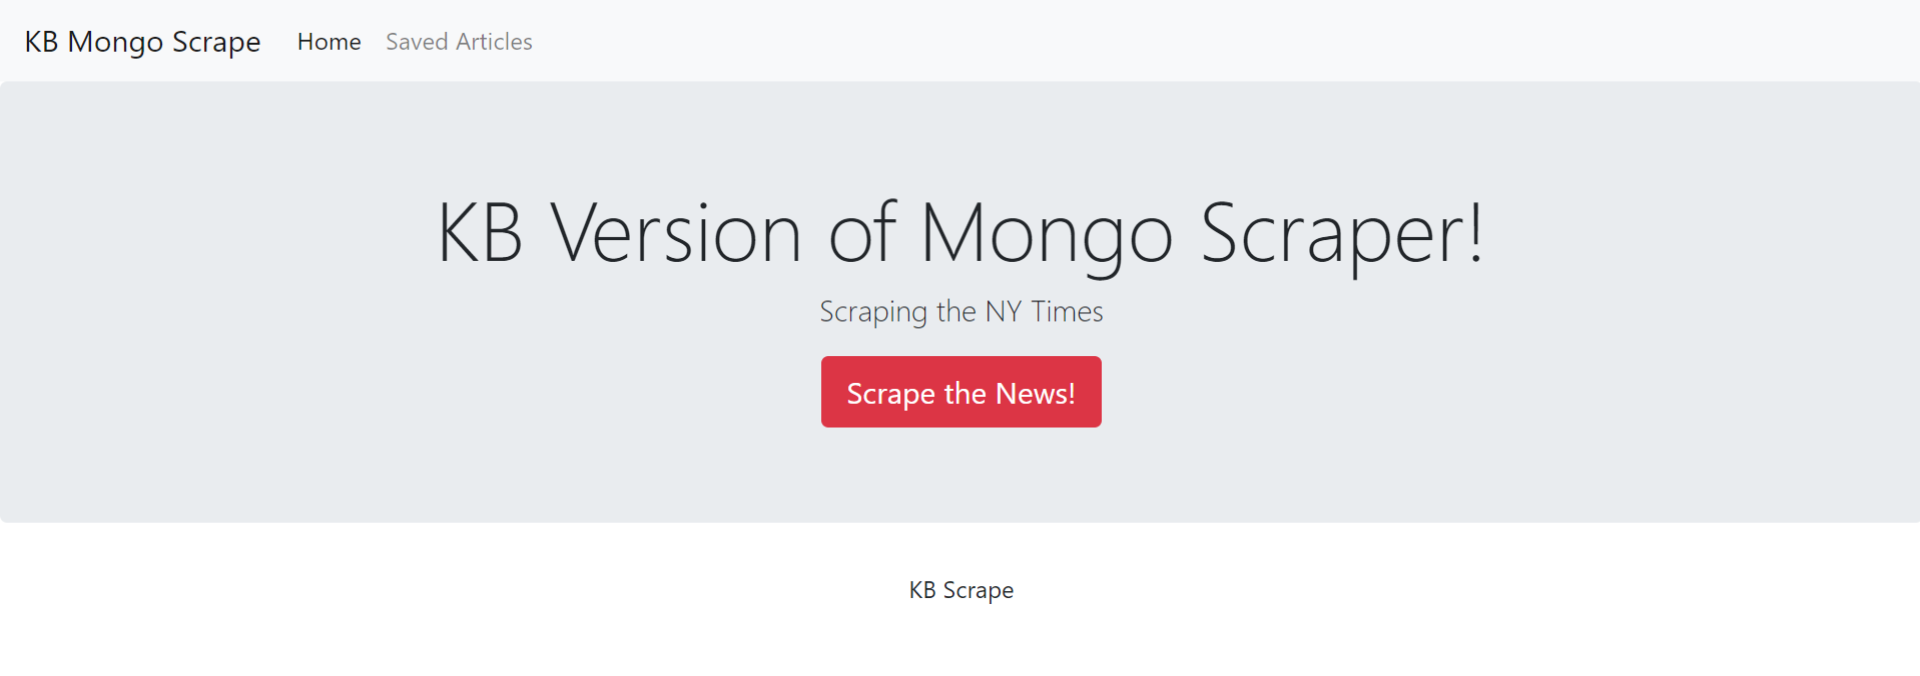 KB Mongo Scrape Home Saved Articles
KB Version of Mongo Scraper!
Scraping the NY Times
Scrape the News!
KB Scrape